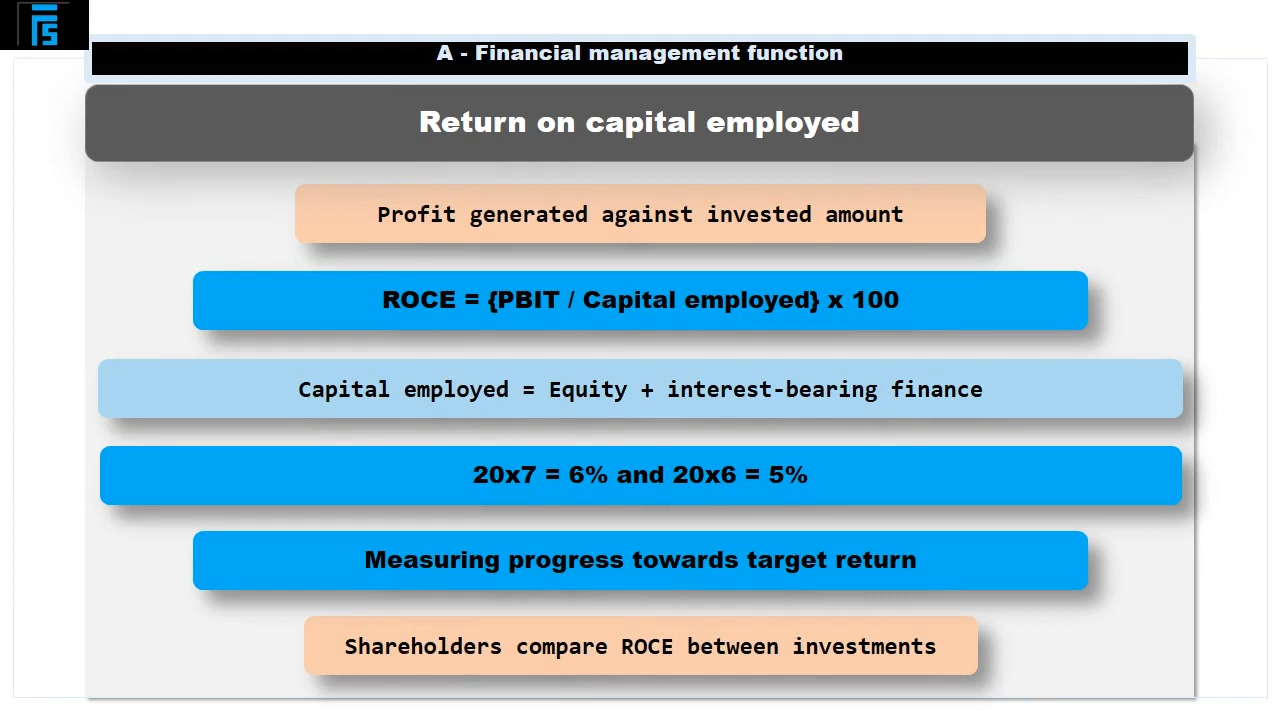 A - Financial management function
Return on capital employed
Profit generated against invested amount
ROCE = {PBIT / Capital employed} x 100
Capital employed = Equity + interest-bearing finance
20x7 = 6% and 20x6 = 5%
Measuring progress towards target return
Shareholders compare ROCE between investments